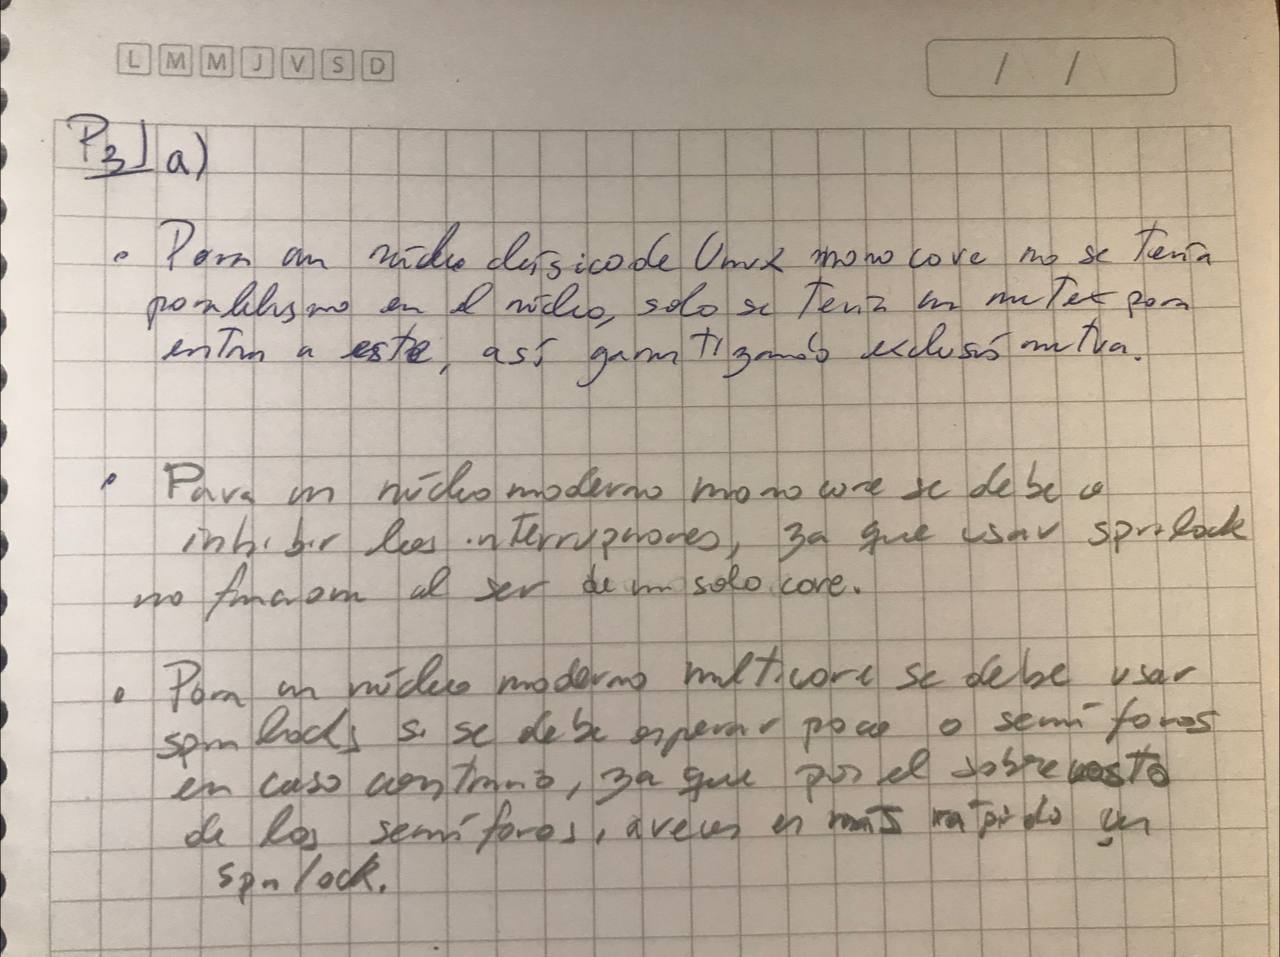 L M M J V S D
/ /
P3] a)
• Para un núcleo clásico de Unix mono core no se tenía
paralelismo en el núcleo, solo se tenía un mutex para
entrar a este, así garantizando exclusión mutua.
• Para un núcleo moderno mono core se debe
inhibir las interrupciones, ya que usar spinlock
no funciona al ser de un solo core.
• Para un núcleo moderno multicore se debe usar
spinlocks si se debe esperar poco o semáforos
en caso contrario, ya que por el sobrecosto
de los semáforos, aveces es más rápido un
spinlock.